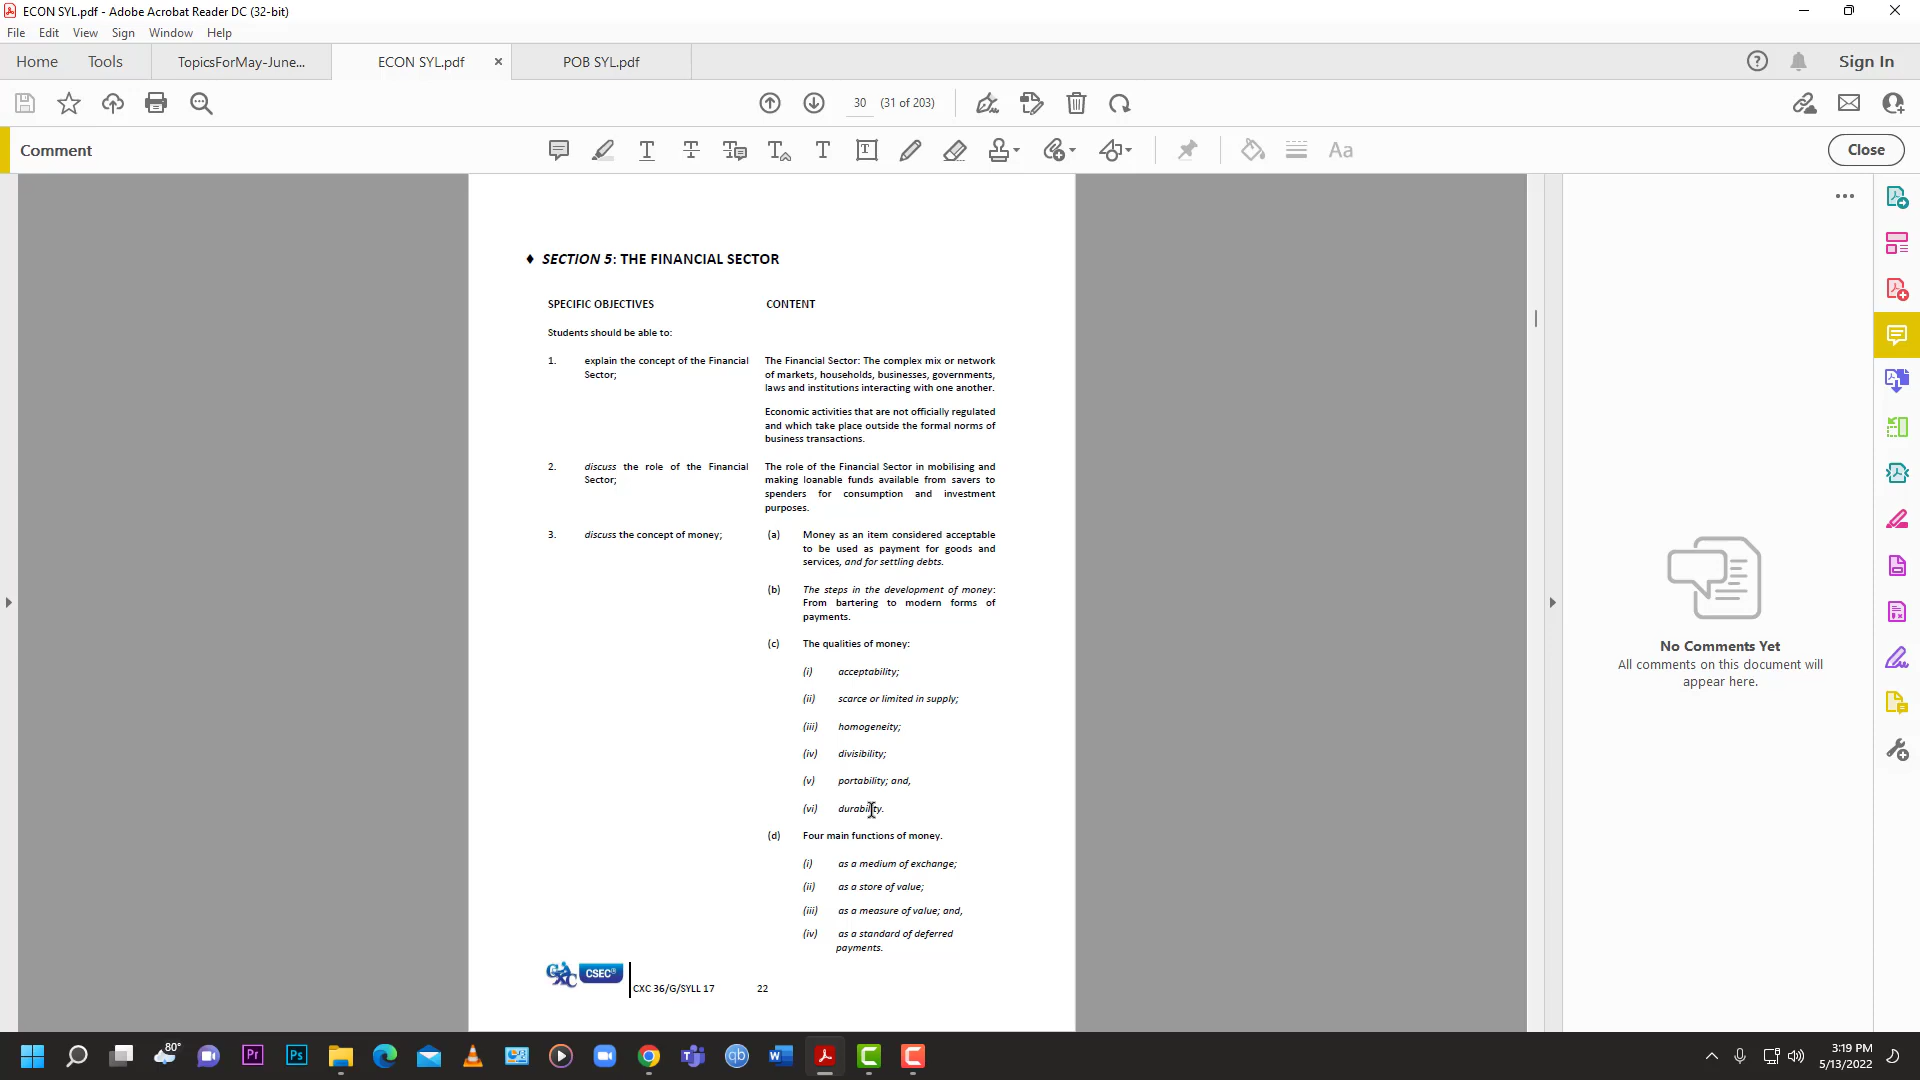 ECON SYL.pdf - Adobe Acrobat Reader DC (32-bit)
File Edit View Sign Window Help
Home Tools TopicsForMay-June... ECON SYL.pdf × POB SYL.pdf Sign In
30 (31 of 203)
Comment Close
♦ SECTION 5: THE FINANCIAL SECTOR
SPECIFIC OBJECTIVES CONTENT
Students should be able to:
1. explain the concept of the Financial
Sector;
The Financial Sector: The complex mix or network
of markets, households, businesses, governments,
laws and institutions interacting with one another.
Economic activities that are not officially regulated
and which take place outside the formal norms of
business transactions.
2. discuss the role of the Financial
Sector;
The role of the Financial Sector in mobilising and
making loanable funds available from savers to
spenders for consumption and investment
purposes.
3. discuss the concept of money;
(a) Money as an item considered acceptable
to be used as payment for goods and
services, and for settling debts.
(b) The steps in the development of money:
From bartering to modern forms of
payments.
(c) The qualities of money:
(i) acceptability;
(ii) scarce or limited in supply;
(iii) homogeneity;
(iv) divisibility;
(v) portability; and,
(vi) durability.
(d) Four main functions of money.
(i) as a medium of exchange;
(ii) as a store of value;
(iii) as a measure of value; and,
(iv) as a standard of deferred
payments.
CXC CSEC®
CXC 36/G/SYLL 17 22
No Comments Yet
All comments on this document will
appear here.
80°
Pr Ps qb W
3:19 PM
5/13/2022